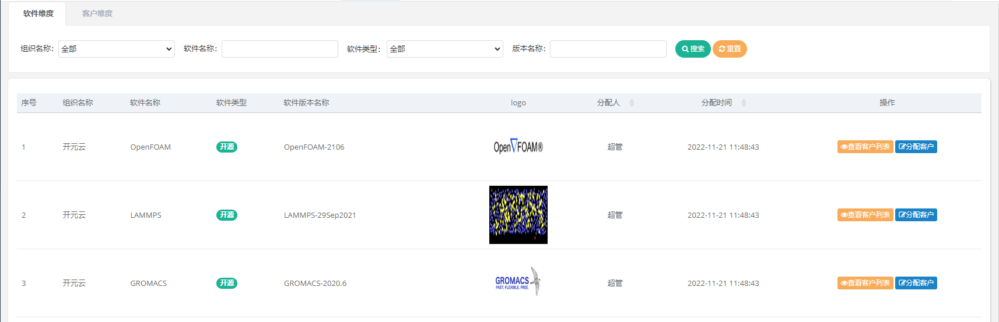 软件维度 客户维度
组织名称： 全部 软件名称： 软件类型： 全部 版本名称： 搜索 重置
序号 组织名称 软件名称 软件类型 软件版本名称 logo 分配人 分配时间 操作
1 开元云 OpenFOAM 开源 OpenFOAM-2106 Open∇FOAM® 超管 2022-11-21 11:48:43 查看客户列表 分配客户
2 开元云 LAMMPS 开源 LAMMPS-29Sep2021 超管 2022-11-21 11:48:43 查看客户列表 分配客户
3 开元云 GROMACS 开源 GROMACS-2020.6 GROMACS 超管 2022-11-21 11:48:43 查看客户列表 分配客户
FAST. FLEXIBLE. FREE.